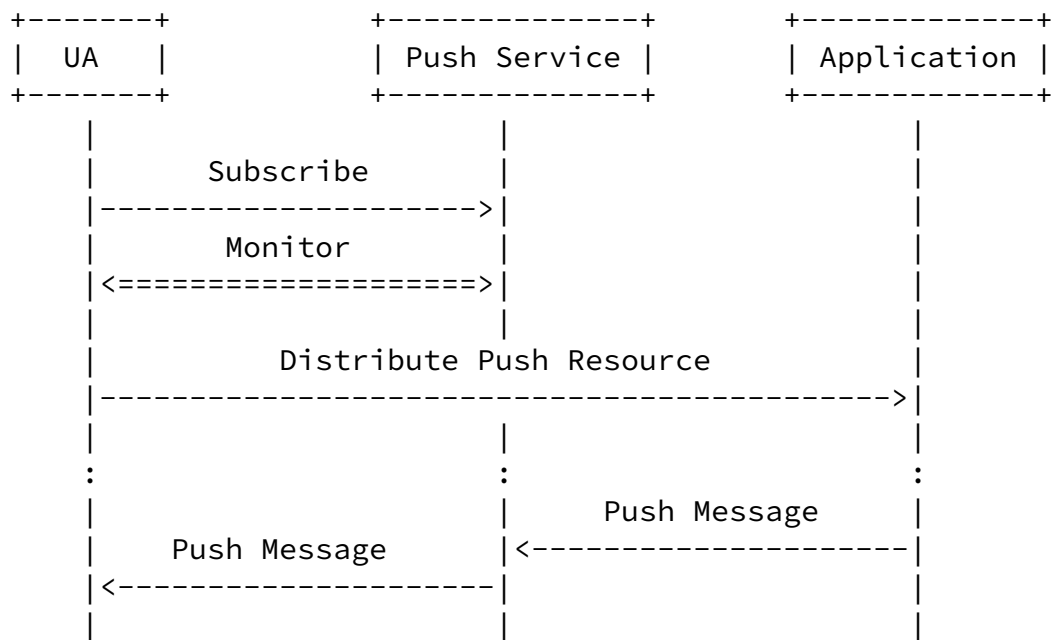 UA Push Service Application
Subscribe
Monitor
Distribute Push Resource
Push Message
Push Message